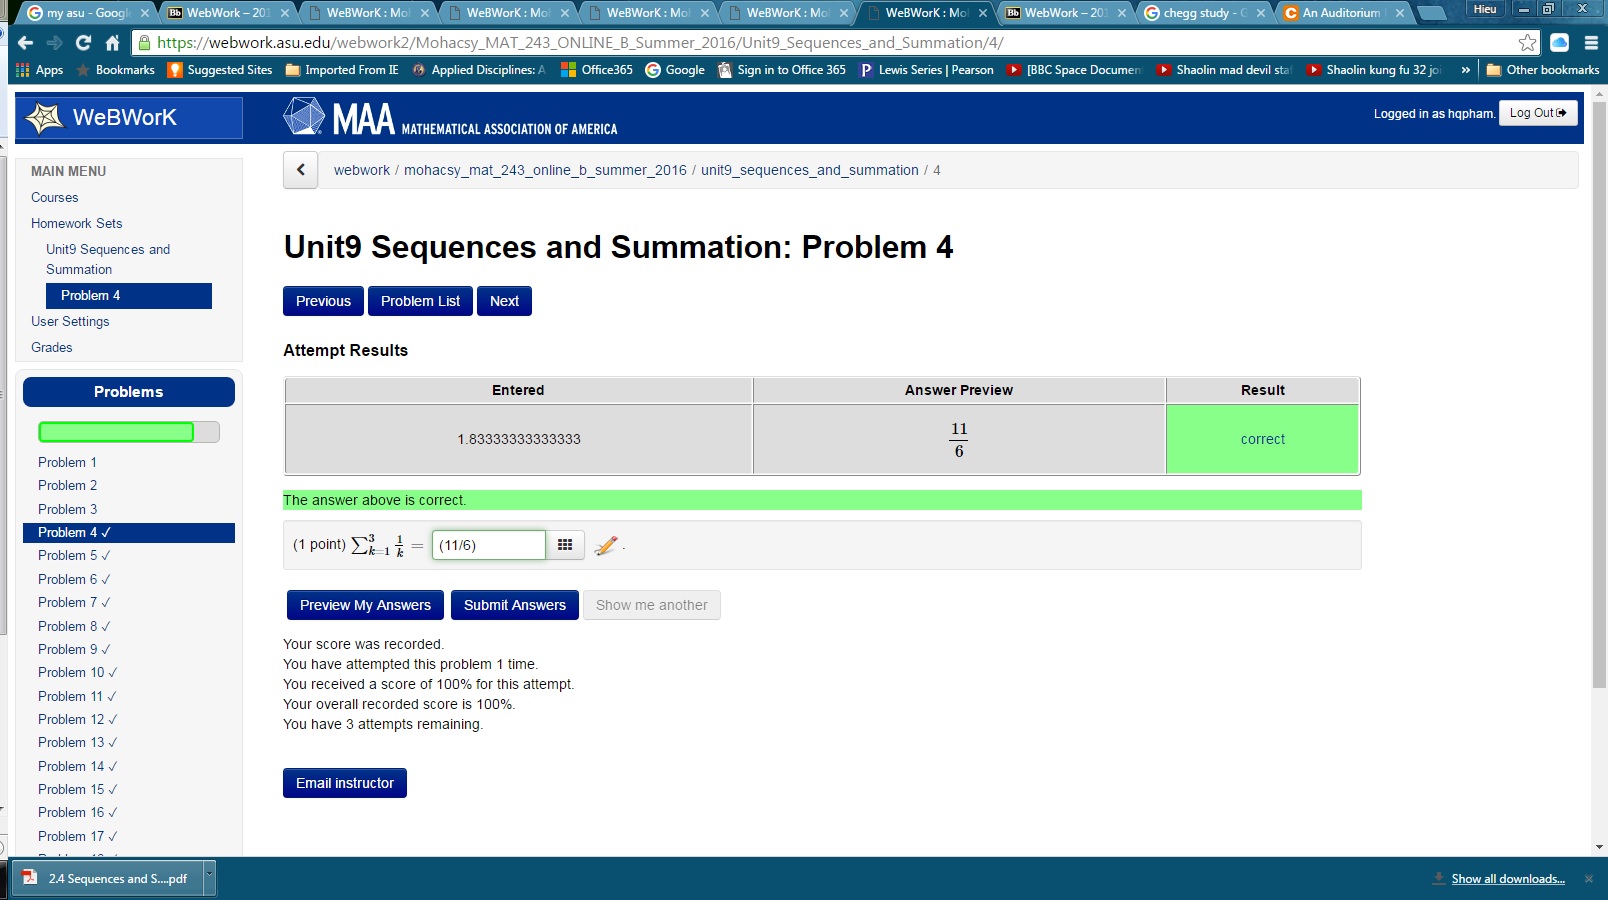 my asu - Googl
WebWork – 201
WeBWorK : Mo
WeBWorK : Mo
WeBWorK : Mo
WeBWorK : Mo
WeBWorK : Mo
WebWork – 201
chegg study - G
An Auditorium
Hieu
https://webwork.asu.edu/webwork2/Mohacsy_MAT_243_ONLINE_B_Summer_2016/Unit9_Sequences_and_Summation/4/
Apps Bookmarks Suggested Sites Imported From IE Applied Disciplines: A Office365 Google Sign in to Office 365 Lewis Series | Pearson [BBC Space Documen Shaolin mad devil sta Shaolin kung fu 32 joi » Other bookmarks
WeBWorK
MAA MATHEMATICAL ASSOCIATION OF AMERICA
Logged in as hqpham. Log Out
MAIN MENU
Courses
Homework Sets
Unit9 Sequences and
Summation
Problem 4
User Settings
Grades
Problems
Problem 1
Problem 2
Problem 3
Problem 4 ✓
Problem 5 ✓
Problem 6 ✓
Problem 7 ✓
Problem 8 ✓
Problem 9 ✓
Problem 10 ✓
Problem 11 ✓
Problem 12 ✓
Problem 13 ✓
Problem 14 ✓
Problem 15 ✓
Problem 16 ✓
Problem 17 ✓
webwork / mohacsy_mat_243_online_b_summer_2016 / unit9_sequences_and_summation / 4
Unit9 Sequences and Summation: Problem 4
Previous Problem List Next
Attempt Results
Entered Answer Preview Result
1.83333333333333 11/6 correct
The answer above is correct.
(1 point) ∑_{k=1}^{3} 1/k = (11/6) .
Preview My Answers Submit Answers Show me another
Your score was recorded.
You have attempted this problem 1 time.
You received a score of 100% for this attempt.
Your overall recorded score is 100%.
You have 3 attempts remaining.
Email instructor
2.4 Sequences and S....pdf
Show all downloads...